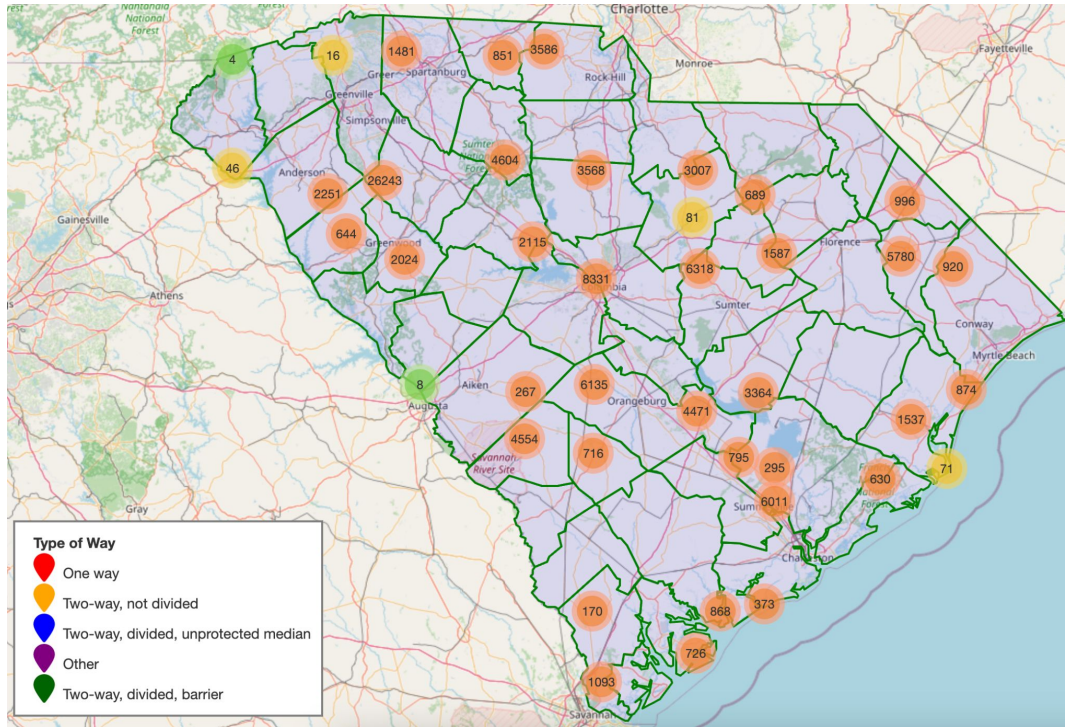 Nantahala
National
Forest
Charlotte
4
16
1481
851
3586
Fayetteville
Greer
Spartanburg
Rock Hill
Monroe
Greenville
Simpsonville
46
Anderson
2251
26243
4604
3568
3007
689
996
Gainesville
644
Greenwood
2024
2115
8331
81
6318
1587
Florence
5780
920
Athens
Sumter
Conway
Myrtle Beach
8
Augusta
Aiken
267
6135
Orangeburg
4471
3364
874
1537
4554
Savannah
River Site
716
795
295
6011
630
71
Gray
170
868
373
726
1093
Savannah
Type of Way
One way
Two-way, not divided
Two-way, divided, unprotected median
Other
Two-way, divided, barrier